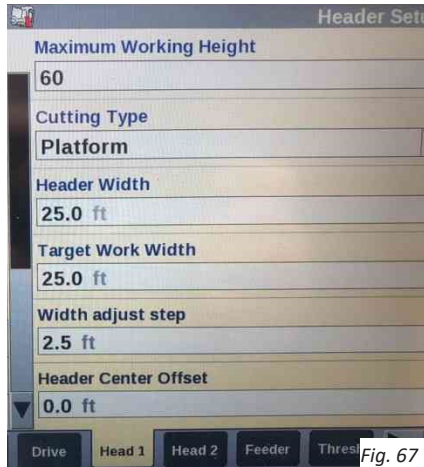 Header Setu
Maximum Working Height
60
Cutting Type
Platform
Header Width
25.0 ft
Target Work Width
25.0 ft
Width adjust step
2.5 ft
Header Center Offset
0.0 ft
Drive Head 1 Head 2 Feeder Thresh
Fig. 67